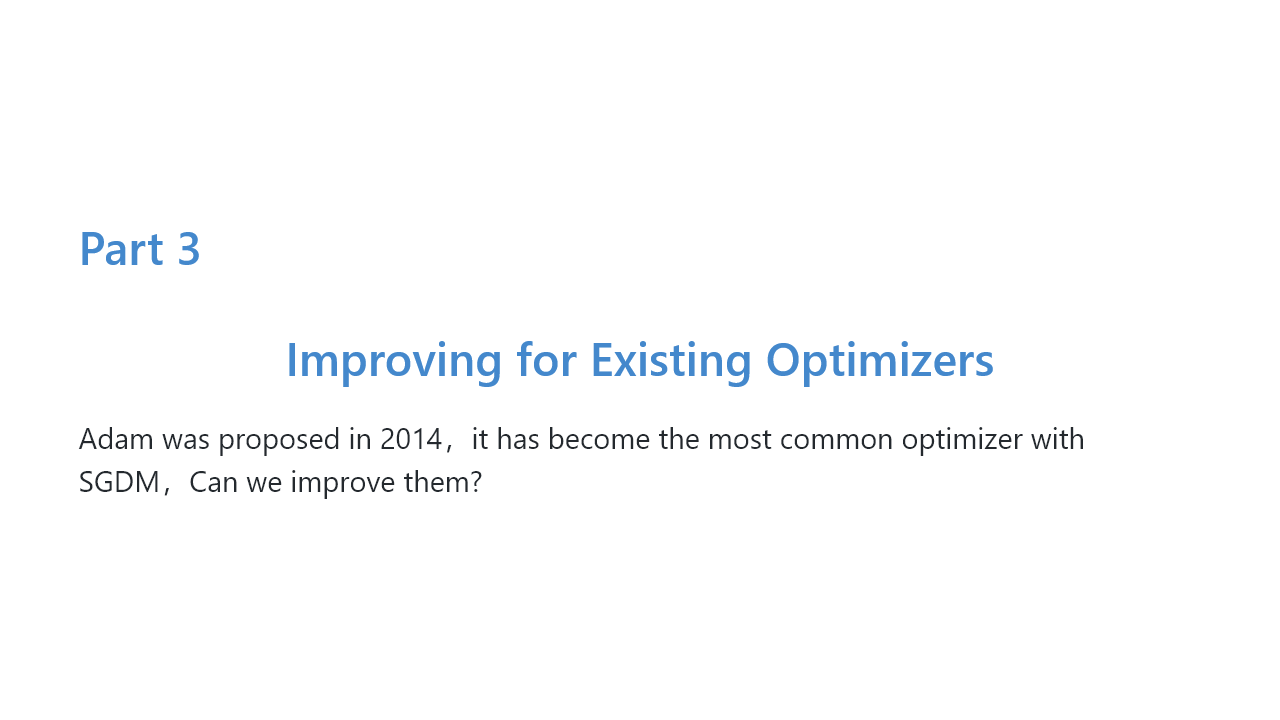 Part 3
Improving for Existing Optimizers
Adam was proposed in 2014，it has become the most common optimizer with
SGDM，Can we improve them?